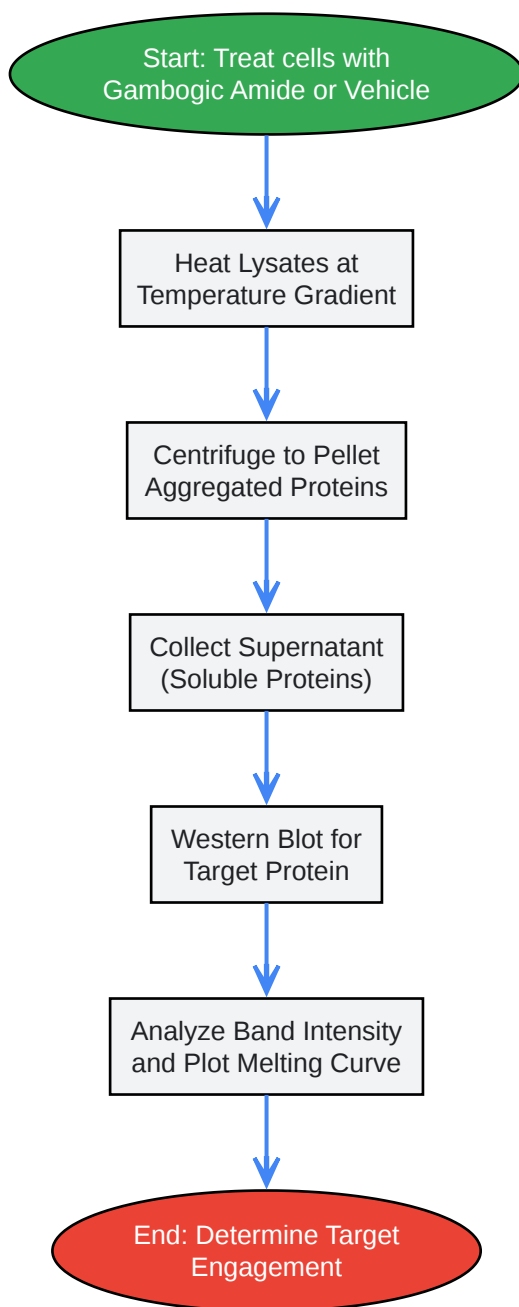 Start: Treat cells with
Gambogic Amide or Vehicle
Heat Lysates at
Temperature Gradient
Centrifuge to Pellet
Aggregated Proteins
Collect Supernatant
(Soluble Proteins)
Western Blot for
Target Protein
Analyze Band Intensity
and Plot Melting Curve
End: Determine Target
Engagement